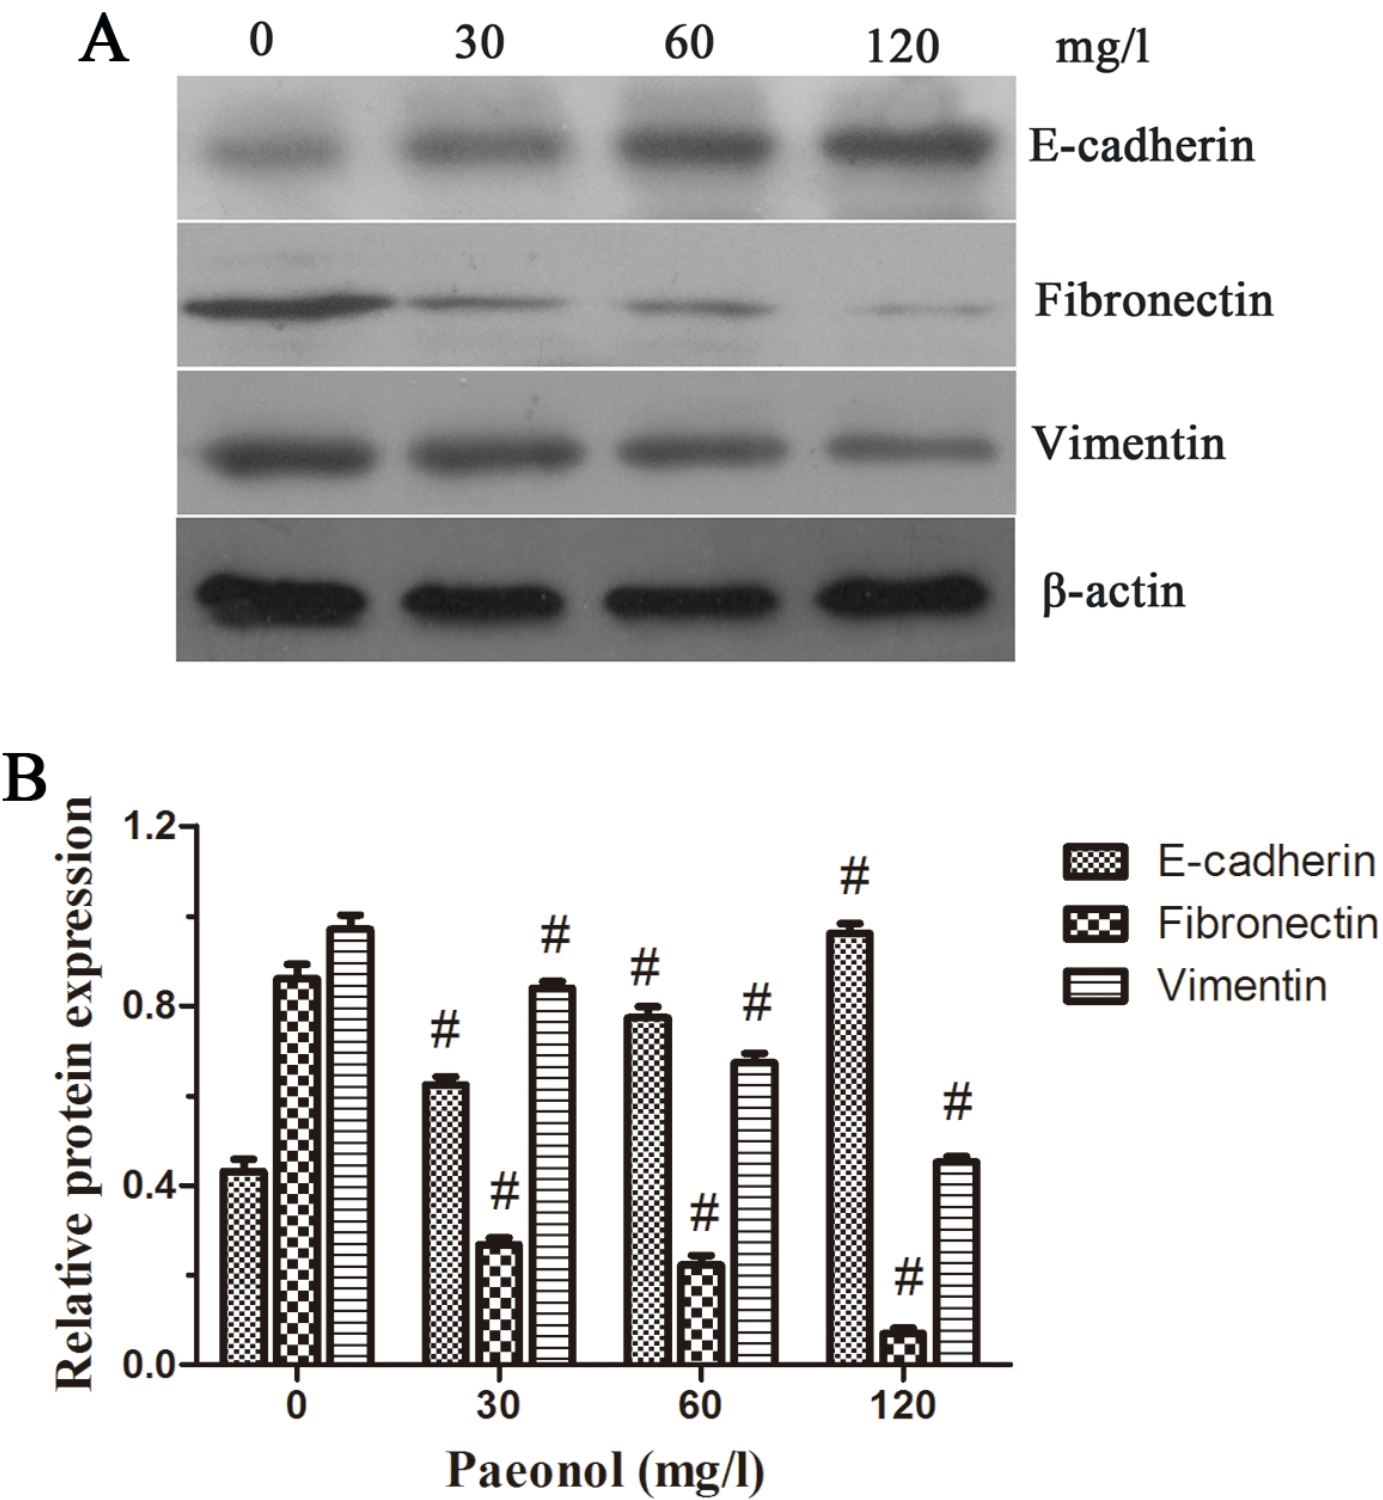 A
0 30 60 120 mg/l
E-cadherin
Fibronectin
Vimentin
β-actin
B
Relative protein expression
1.2
0.8
0.4
0.0
# # # # # # # # #
0 30 60 120
Paeonol (mg/l)
E-cadherin
Fibronectin
Vimentin